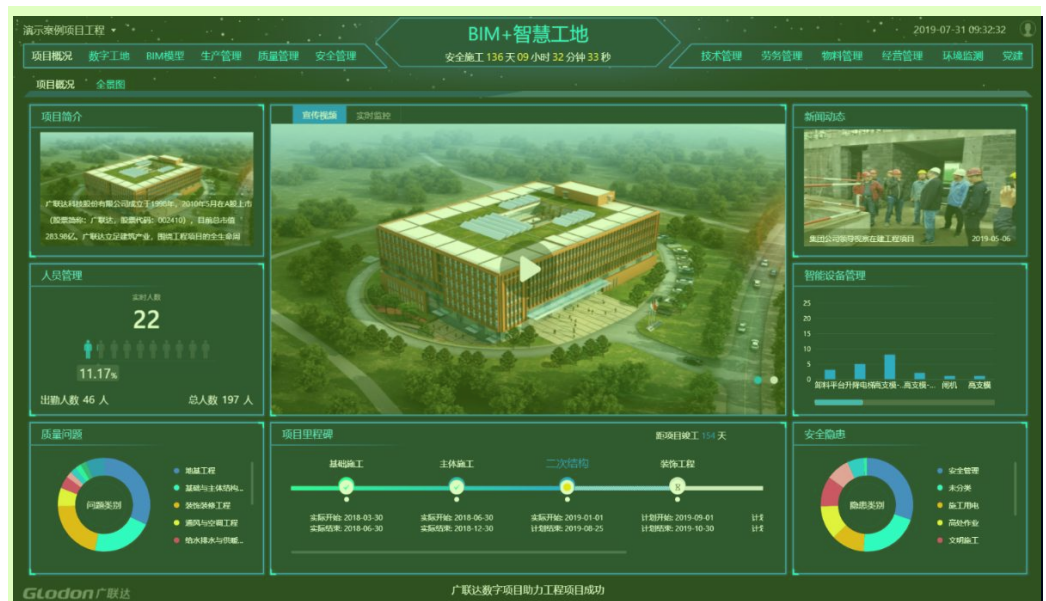 演示案例项目工程
BIM+智慧工地
2019-07-31 09:32:32
安全施工 136 天 09 小时 32 分钟 33 秒
项目概况 数字工地 BIM模型 生产管理 质量管理 安全管理
技术管理 劳务管理 物料管理 经营管理 环境监测 党建
项目概况 全景图
项目简介
广联达科技股份有限公司成立于1998年，2010年5月在A股上市
（股票简称：广联达，股票代码：002410），目前总市值
283.98亿。广联达立足建筑产业，围绕工程项目的全生命周
宣传视频 实时监控
新闻动态
集团公司领导视察在建工程项目 2019-05-06
人员管理
实时人数
22
11.17%
出勤人数 46 人 总人数 197 人
智能设备管理
25
20
15
10
5
0
卸料平台 升降电梯 高支模-... 高支模-... 闸机 高支模
质量问题
问题类别
地基工程
基础与主体结构...
装饰装修工程
通风与空调工程
给水排水与供暖...
项目里程碑
距项目竣工 154 天
基础施工 主体施工 二次结构 装饰工程
实际开始: 2018-03-30 实际开始: 2018-06-30 实际开始: 2019-01-01 计划开始: 2019-09-01 计划
实际结束: 2018-06-30 实际结束: 2018-12-30 计划结束: 2019-08-25 计划结束: 2019-10-30 计划
安全隐患
隐患类别
安全管理
未分类
施工用电
高处作业
文明施工
GLodon广联达
广联达数字项目助力工程项目成功